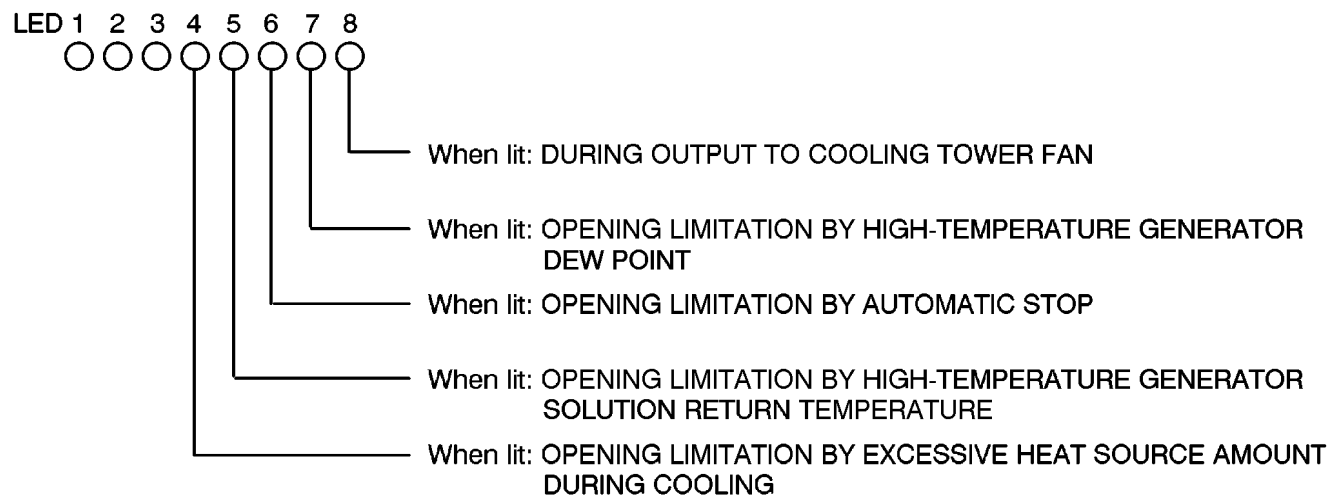 LED 1 2 3 4 5 6 7 8
When lit: DURING OUTPUT TO COOLING TOWER FAN
When lit: OPENING LIMITATION BY HIGH-TEMPERATURE GENERATOR
DEW POINT
When lit: OPENING LIMITATION BY AUTOMATIC STOP
When lit: OPENING LIMITATION BY HIGH-TEMPERATURE GENERATOR
SOLUTION RETURN TEMPERATURE
When lit: OPENING LIMITATION BY EXCESSIVE HEAT SOURCE AMOUNT
DURING COOLING